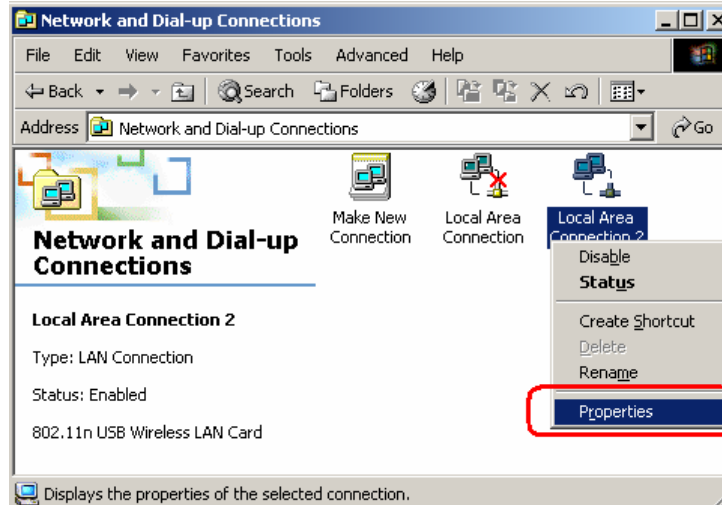 Network and Dial-up Connections
File Edit View Favorites Tools Advanced Help
Back Search Folders
Address Network and Dial-up Connections Go
Make New Connection
Local Area Connection
Local Area Connection 2
Network and Dial-up
Connections
Local Area Connection 2
Type: LAN Connection
Status: Enabled
802.11n USB Wireless LAN Card
Disable
Status
Create Shortcut
Delete
Rename
Properties
Displays the properties of the selected connection.